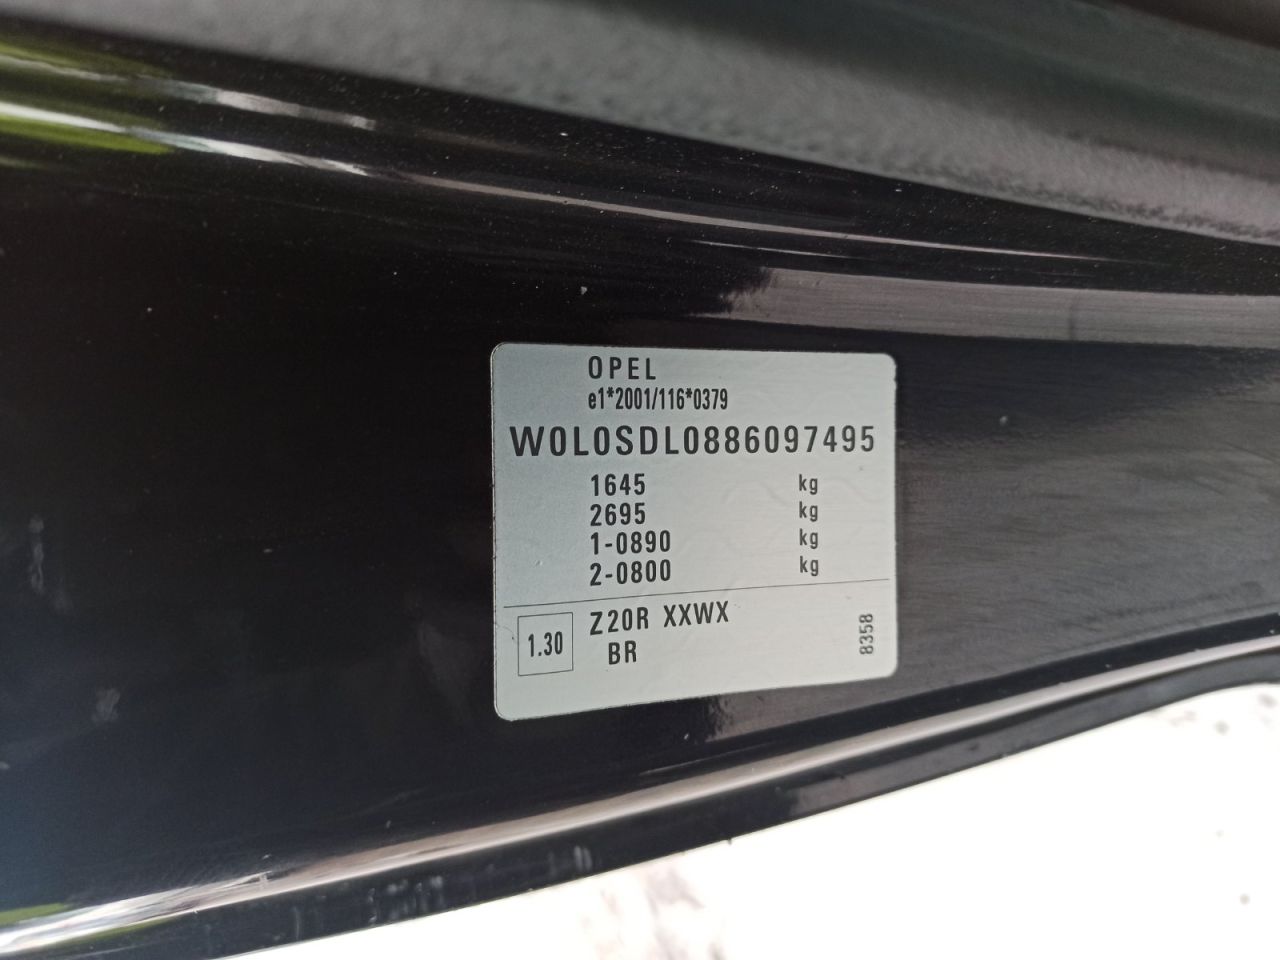 OPEL
e1*2001/116*0379
W0L0SDL0886097495
1645 kg
2695 kg
1-0890 kg
2-0800 kg
1.30 Z20R XXWX
BR
8358